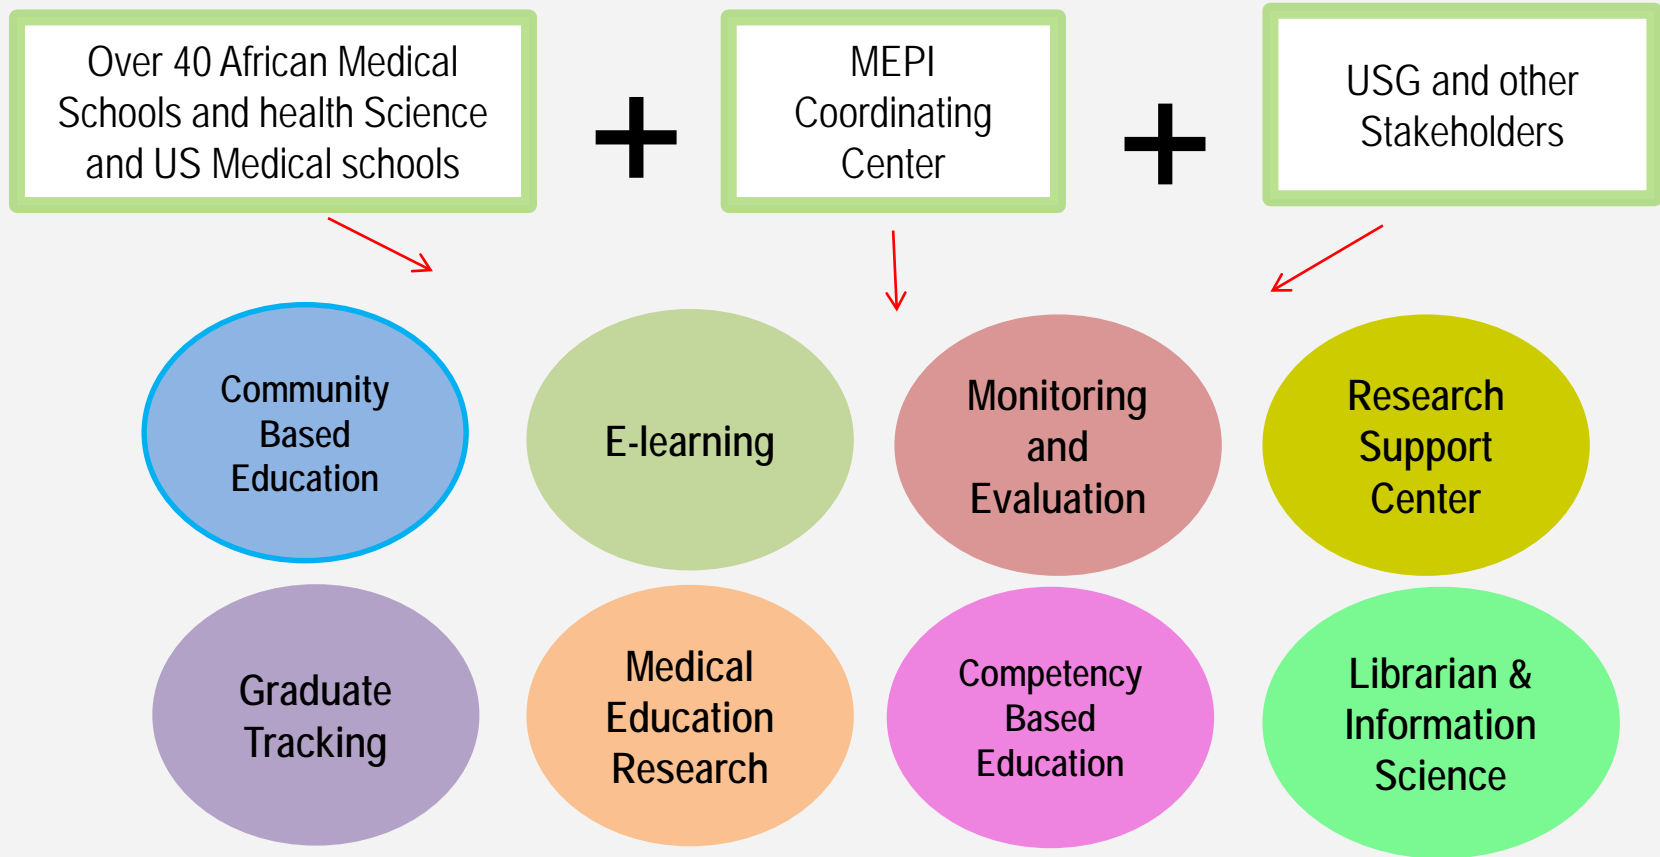 Over 40 African Medical
Schools and health Science
and US Medical schools
+
MEPI
Coordinating
Center
+
USG and other
Stakeholders
Community
Based
Education
E-learning
Monitoring
and
Evaluation
Research
Support
Center
Graduate
Tracking
Medical
Education
Research
Competency
Based
Education
Librarian &
Information
Science